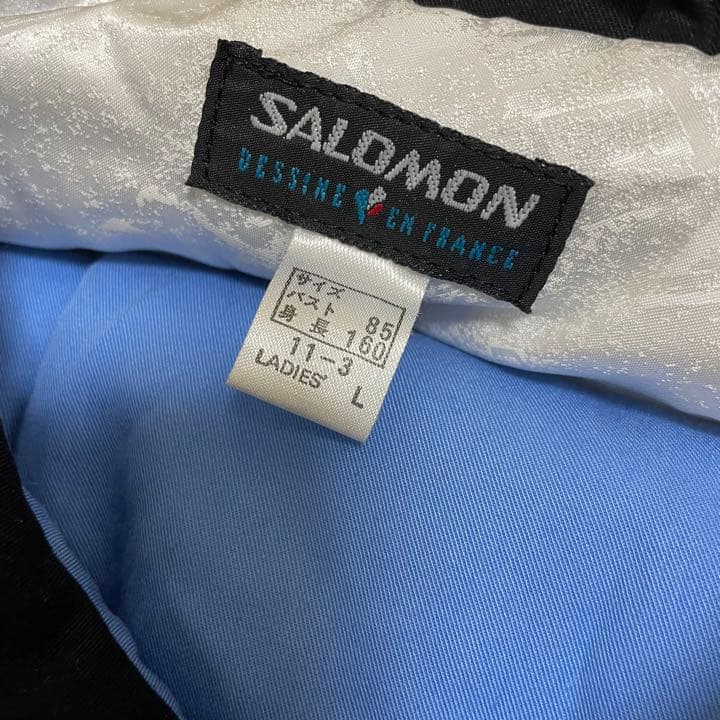 SALOMON
DESSINE EN FRANCE
サイズ
バスト 85
身長 160
11-3
LADIES' L